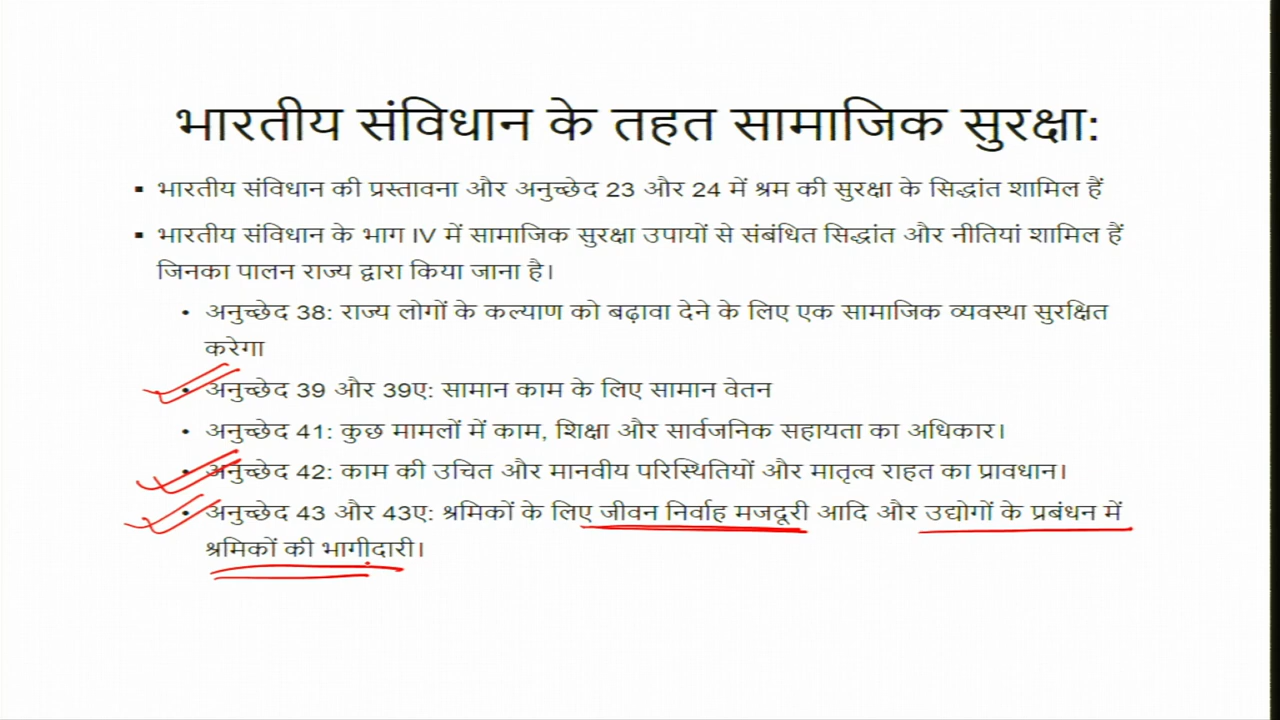 भारतीय संविधान के तहत सामाजिक सुरक्षा:
▪ भारतीय संविधान की प्रस्तावना और अनुच्छेद 23 और 24 में श्रम की सुरक्षा के सिद्धांत शामिल हैं
▪ भारतीय संविधान के भाग IV में सामाजिक सुरक्षा उपायों से संबंधित सिद्धांत और नीतियां शामिल हैं
जिनका पालन राज्य द्वारा किया जाना है।
• अनुच्छेद 38: राज्य लोगों के कल्याण को बढ़ावा देने के लिए एक सामाजिक व्यवस्था सुरक्षित
करेगा
• अनुच्छेद 39 और 39ए: सामान काम के लिए सामान वेतन
• अनुच्छेद 41: कुछ मामलों में काम, शिक्षा और सार्वजनिक सहायता का अधिकार।
• अनुच्छेद 42: काम की उचित और मानवीय परिस्थितियों और मातृत्व राहत का प्रावधान।
• अनुच्छेद 43 और 43ए: श्रमिकों के लिए जीवन निर्वाह मजदूरी आदि और उद्योगों के प्रबंधन में
श्रमिकों की भागीदारी।